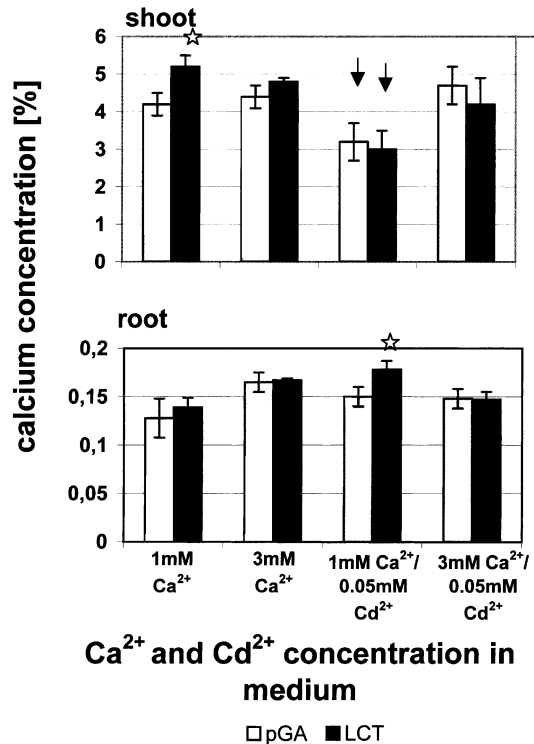 shoot
6
5
4
3
2
1
0
calcium concentration [%]
root
0,2
0,15
0,1
0,05
0
1mM Ca²⁺
3mM Ca²⁺
1mM Ca²⁺/ 0.05mM Cd²⁺
3mM Ca²⁺/ 0.05mM Cd²⁺
Ca²⁺ and Cd²⁺ concentration in
medium
pGA LCT